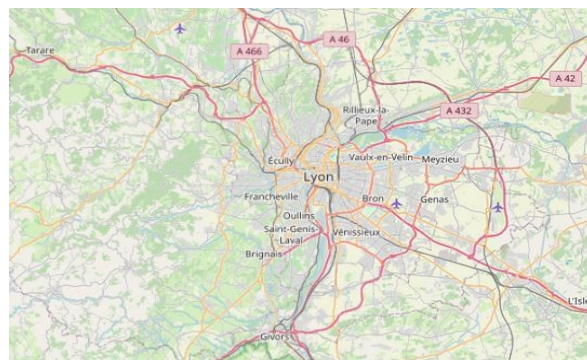 A 46
Tarare
A 466
A 42
Rillieux-la-
Pape
A 432
Écully
Vaulx-en-Velin
Meyzieu
Lyon
Francheville
Bron
Genas
Oullins
Saint-Genis-
Laval
Vénissieux
Brignais
L'Isle
Givors